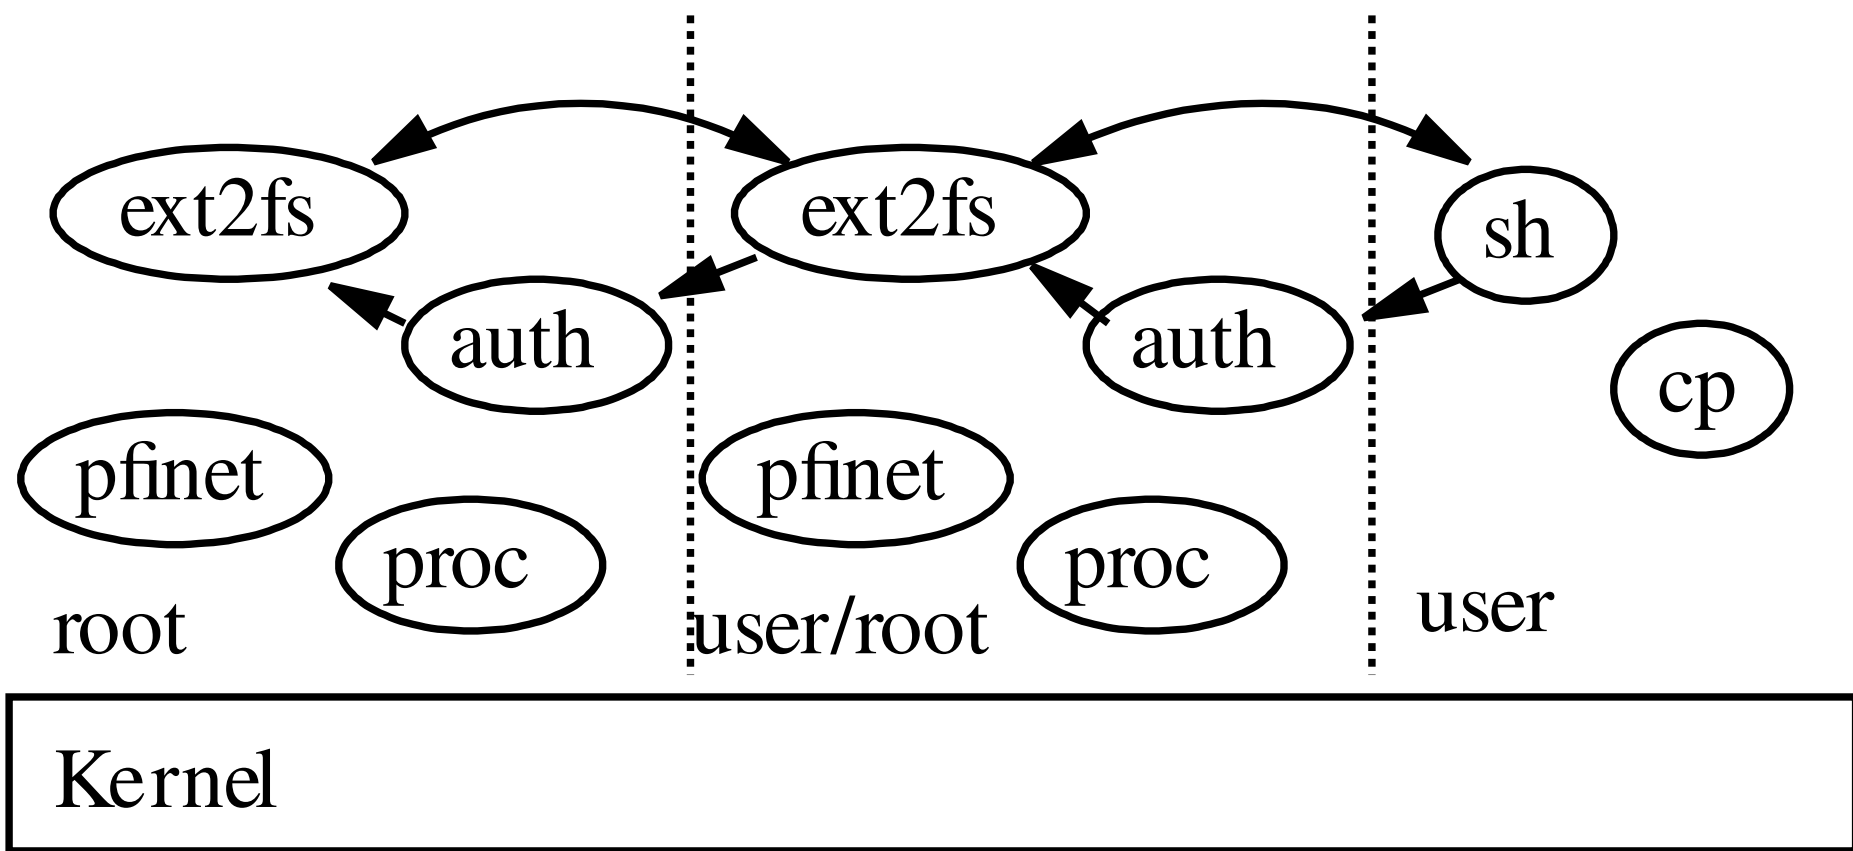 ext2fs
ext2fs
sh
auth
auth
cp
pfinet
pfinet
proc
proc
root
user/root
user
Kernel